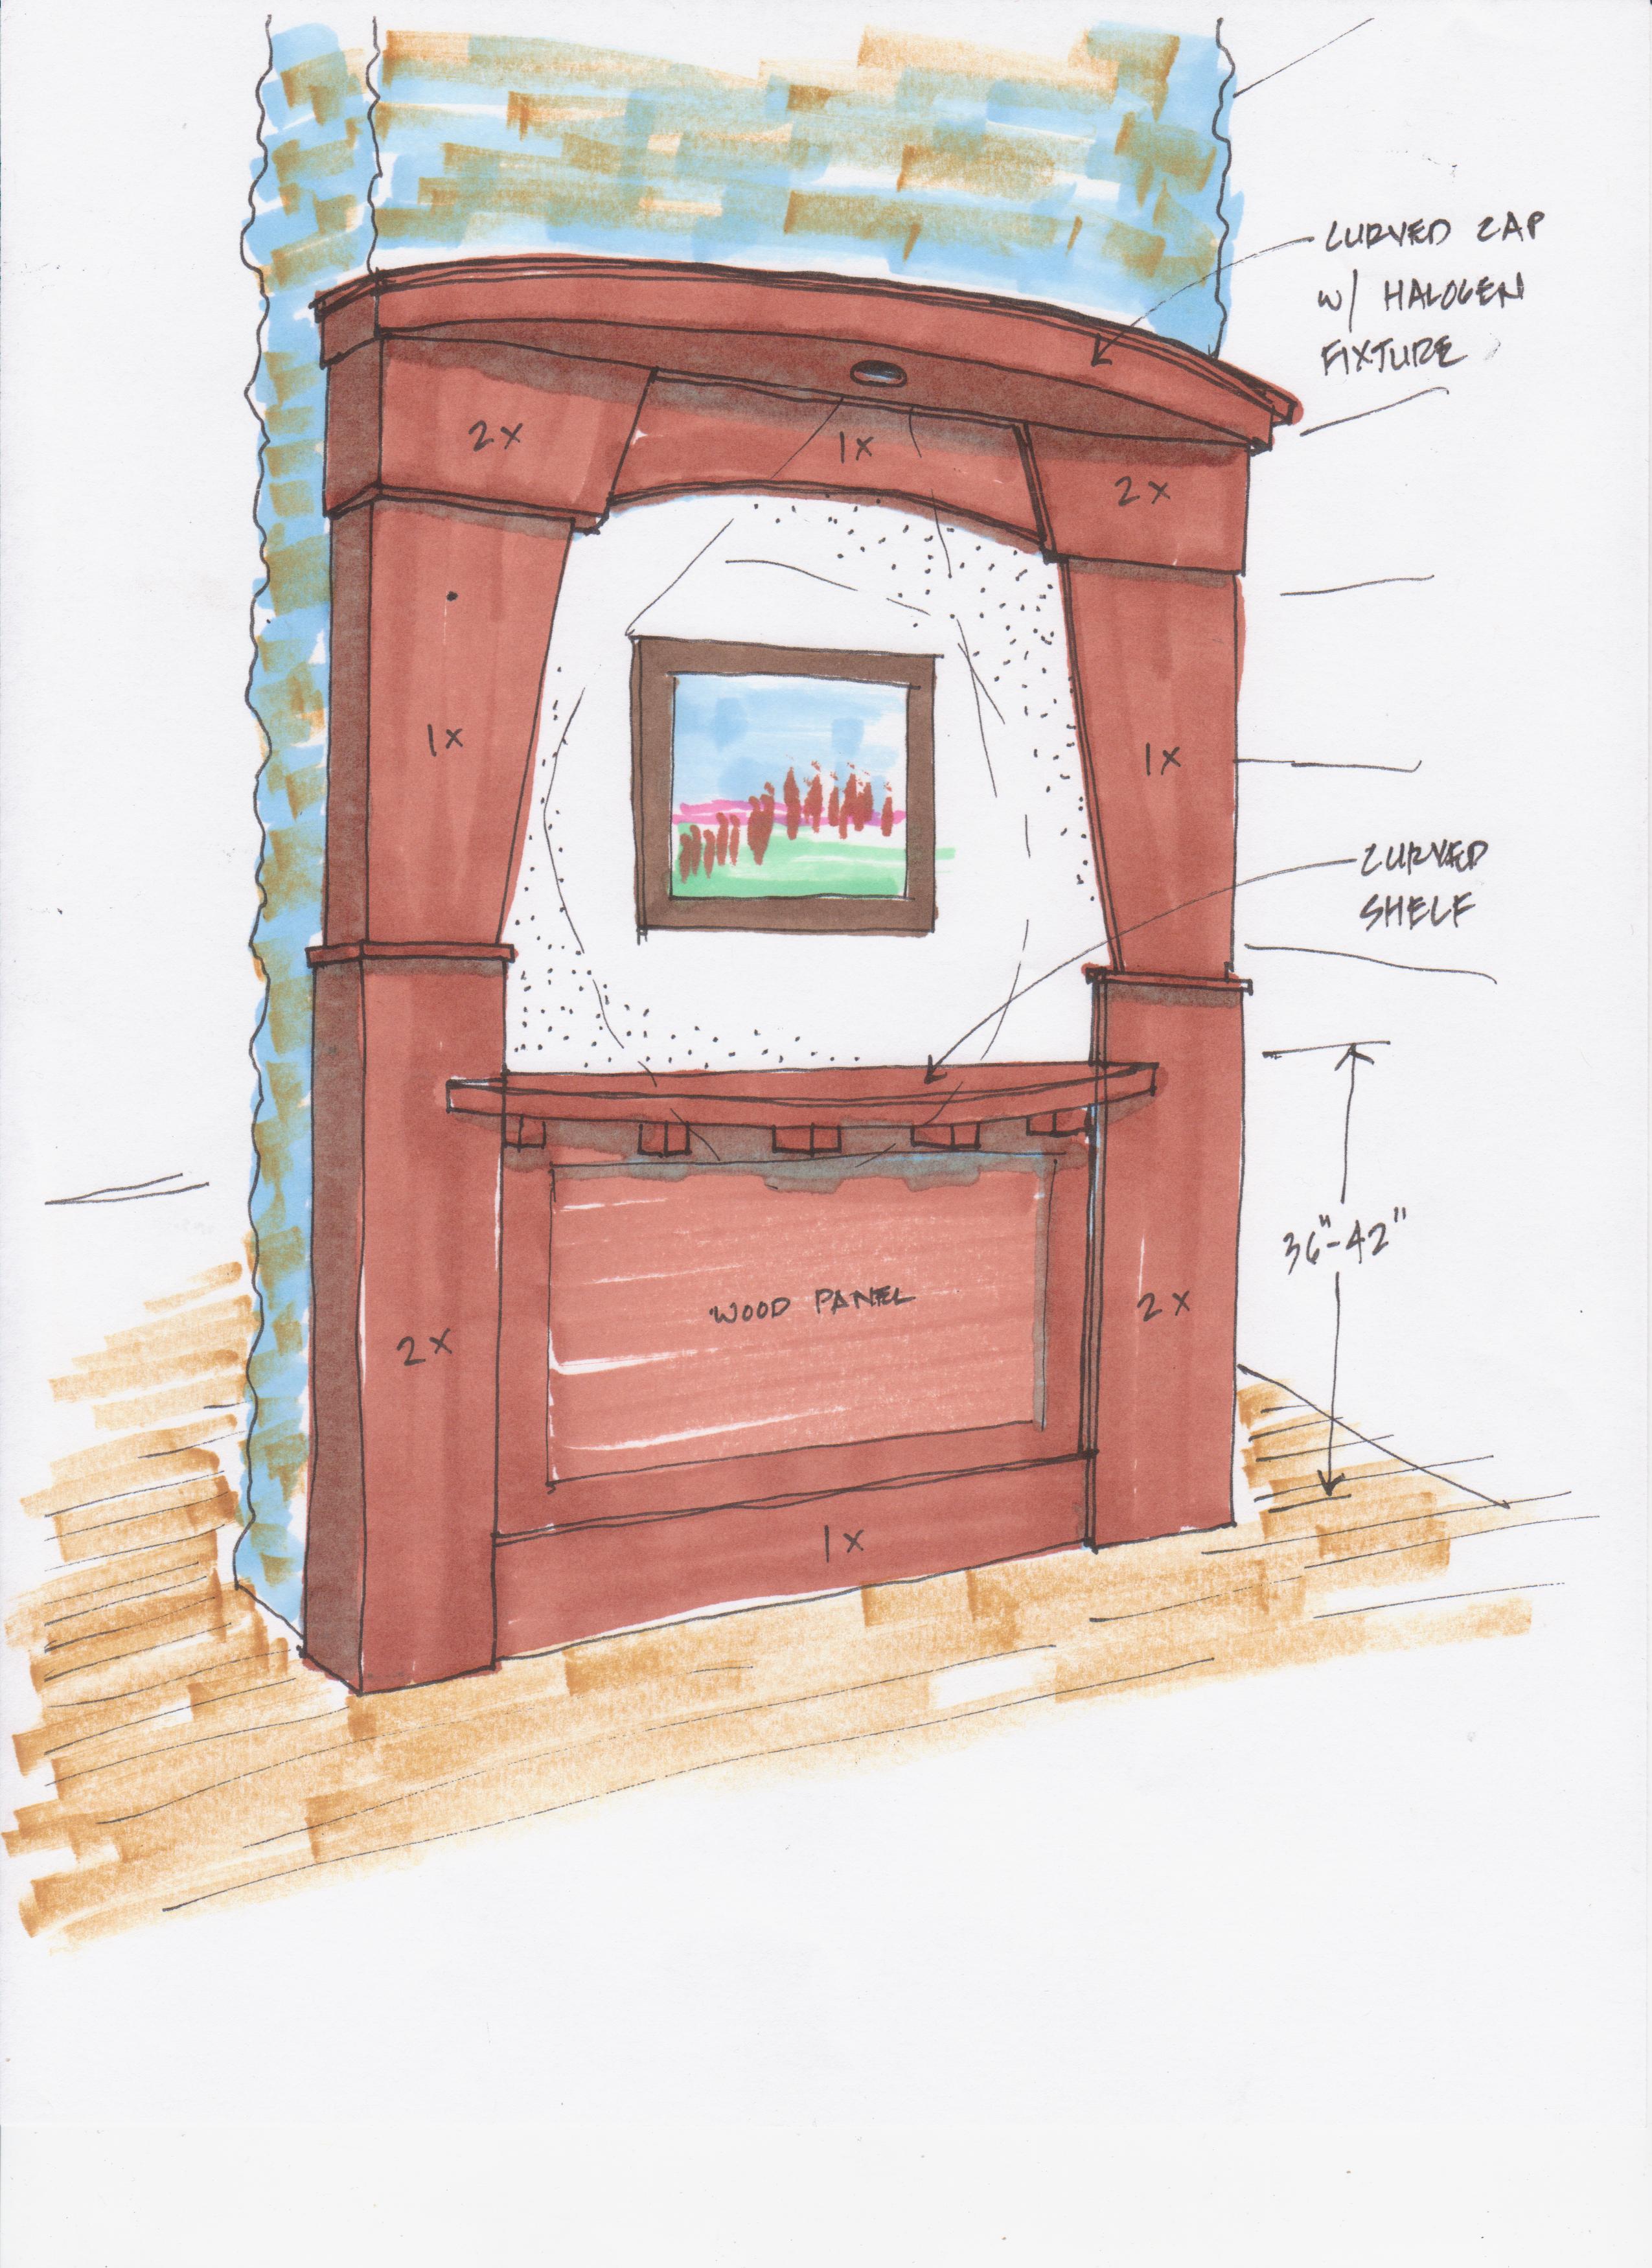 CURVED CAP
W/ HALOGEN
FIXTURE
2X
1X
2X
1X
1X
CURVED
SHELF
36"-42"
WOOD PANEL
2X
2X
1X